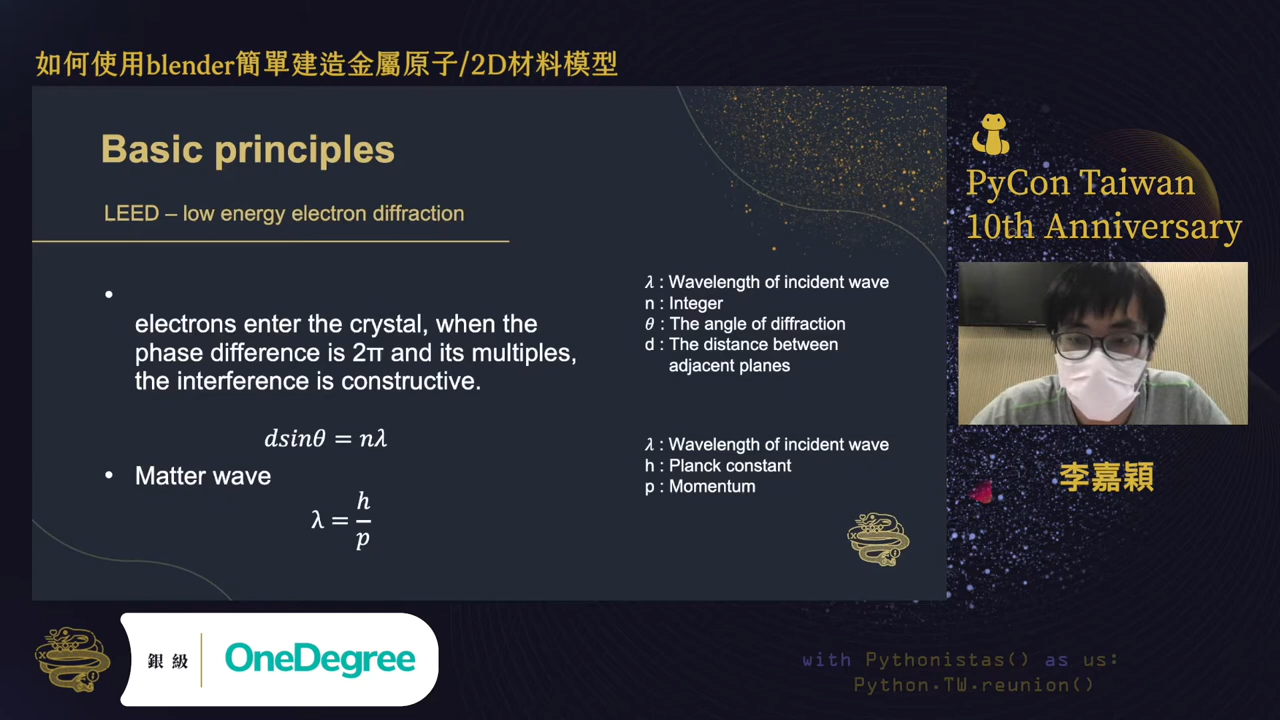 如何使用blender簡單建造金屬原子/2D材料模型
Basic principles
LEED – low energy electron diffraction
•
electrons enter the crystal, when the
phase difference is 2π and its multiples,
the interference is constructive.
dsinθ = nλ
• Matter wave
λ = h/p
λ : Wavelength of incident wave
n : Integer
θ : The angle of diffraction
d : The distance between
adjacent planes
λ : Wavelength of incident wave
h : Planck constant
p : Momentum
PyCon Taiwan
10th Anniversary
李嘉穎
銀級
OneDegree
with Pythonistas() as us:
Python.TW.reunion()